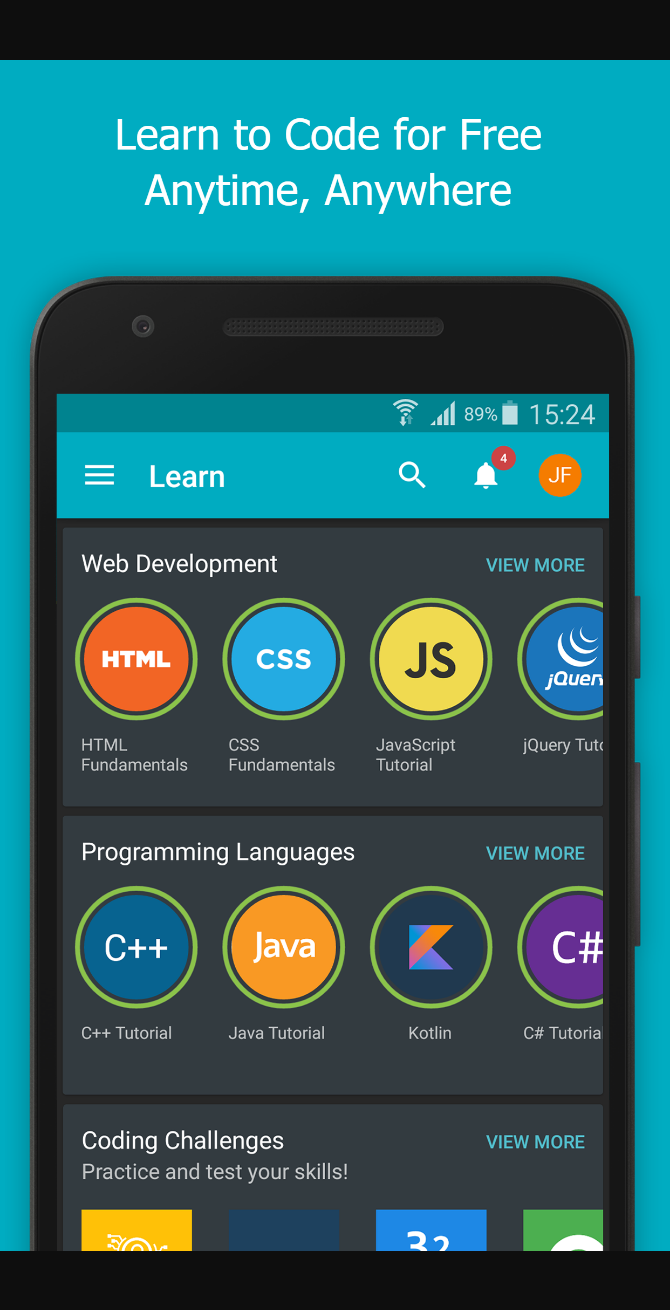 Learn to Code for Free
Anytime, Anywhere
89% 15:24
Learn 4 JF
Web Development VIEW MORE
HTML CSS JS jQuery
HTML Fundamentals
CSS Fundamentals
JavaScript Tutorial
jQuery Tuto
Programming Languages VIEW MORE
C++ Java C#
C++ Tutorial Java Tutorial Kotlin C# Tutoria
Coding Challenges VIEW MORE
Practice and test your skills!
32